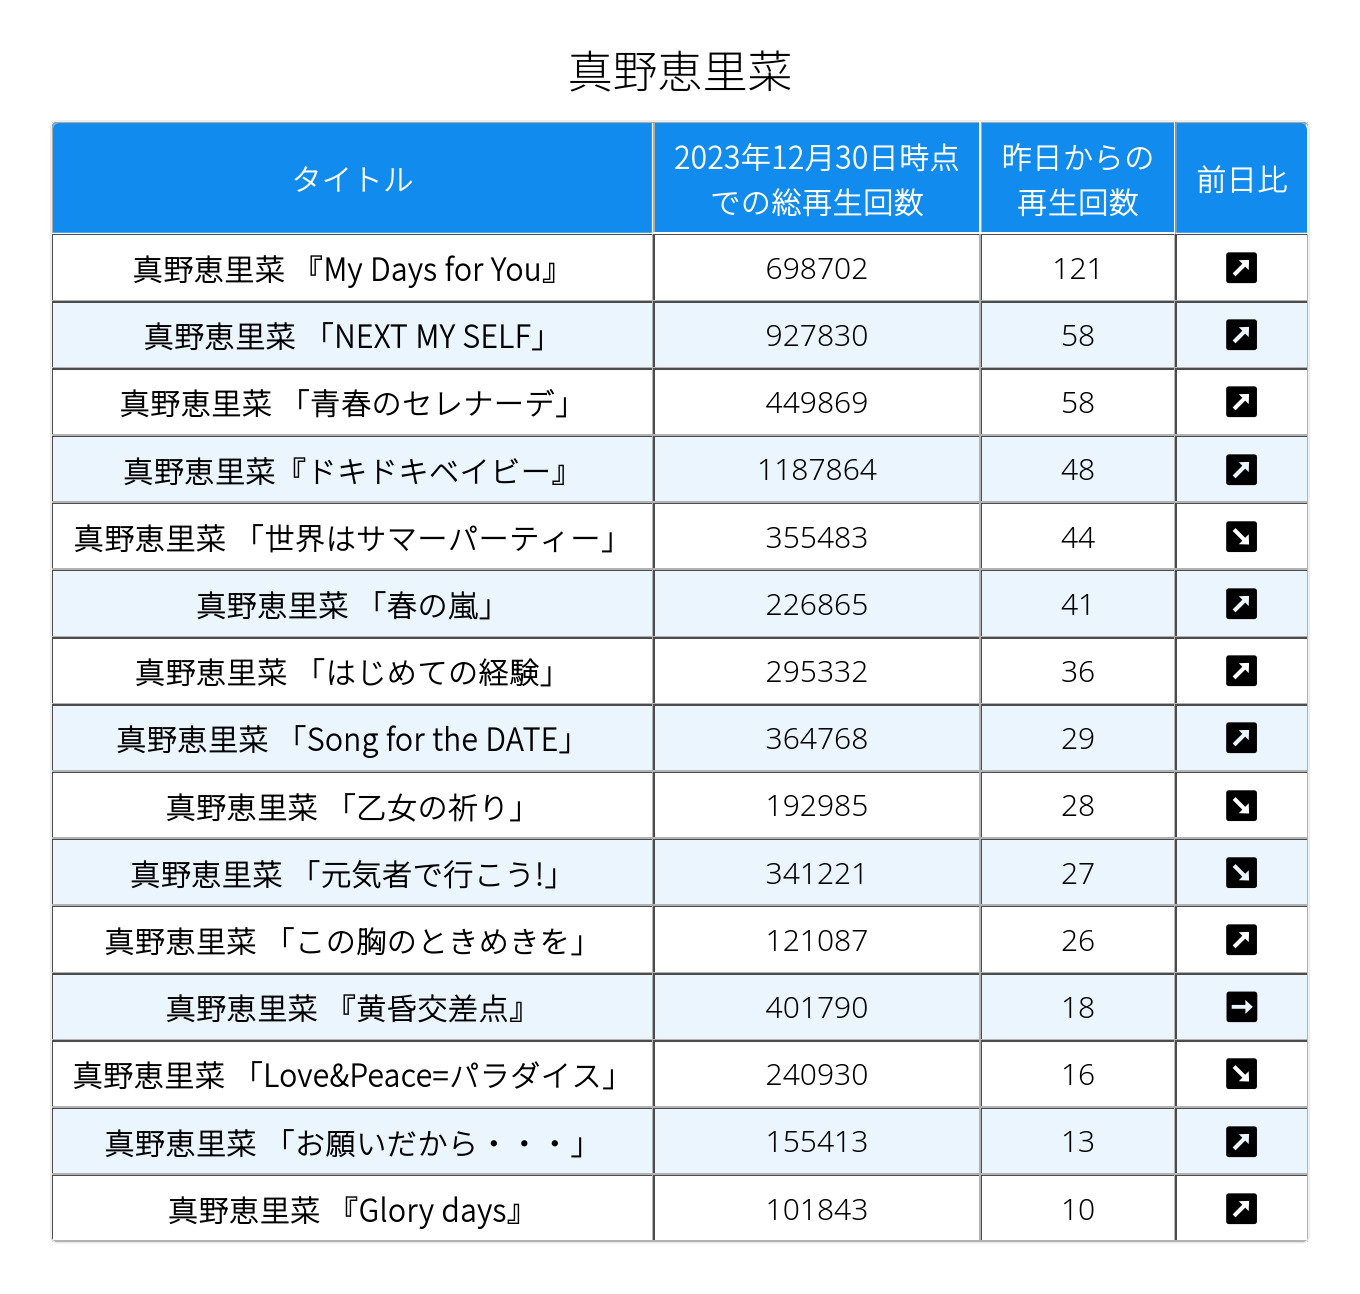 真野恵里菜
タイトル
2023年12月30日時点
での総再生回数
昨日からの
再生回数
前日比
真野恵里菜 『My Days for You』 698702 121 ↗
真野恵里菜 「NEXT MY SELF」 927830 58 ↗
真野恵里菜 「青春のセレナーデ」 449869 58 ↗
真野恵里菜『ドキドキベイビー』 1187864 48 ↗
真野恵里菜 「世界はサマーパーティー」 355483 44 ↘
真野恵里菜 「春の嵐」 226865 41 ↗
真野恵里菜 「はじめての経験」 295332 36 ↗
真野恵里菜 「Song for the DATE」 364768 29 ↗
真野恵里菜 「乙女の祈り」 192985 28 ↘
真野恵里菜 「元気者で行こう!」 341221 27 ↘
真野恵里菜 「この胸のときめきを」 121087 26 ↗
真野恵里菜 『黄昏交差点』 401790 18 →
真野恵里菜 「Love&Peace=パラダイス」 240930 16 ↘
真野恵里菜 「お願いだから・・・」 155413 13 ↗
真野恵里菜 『Glory days』 101843 10 ↗